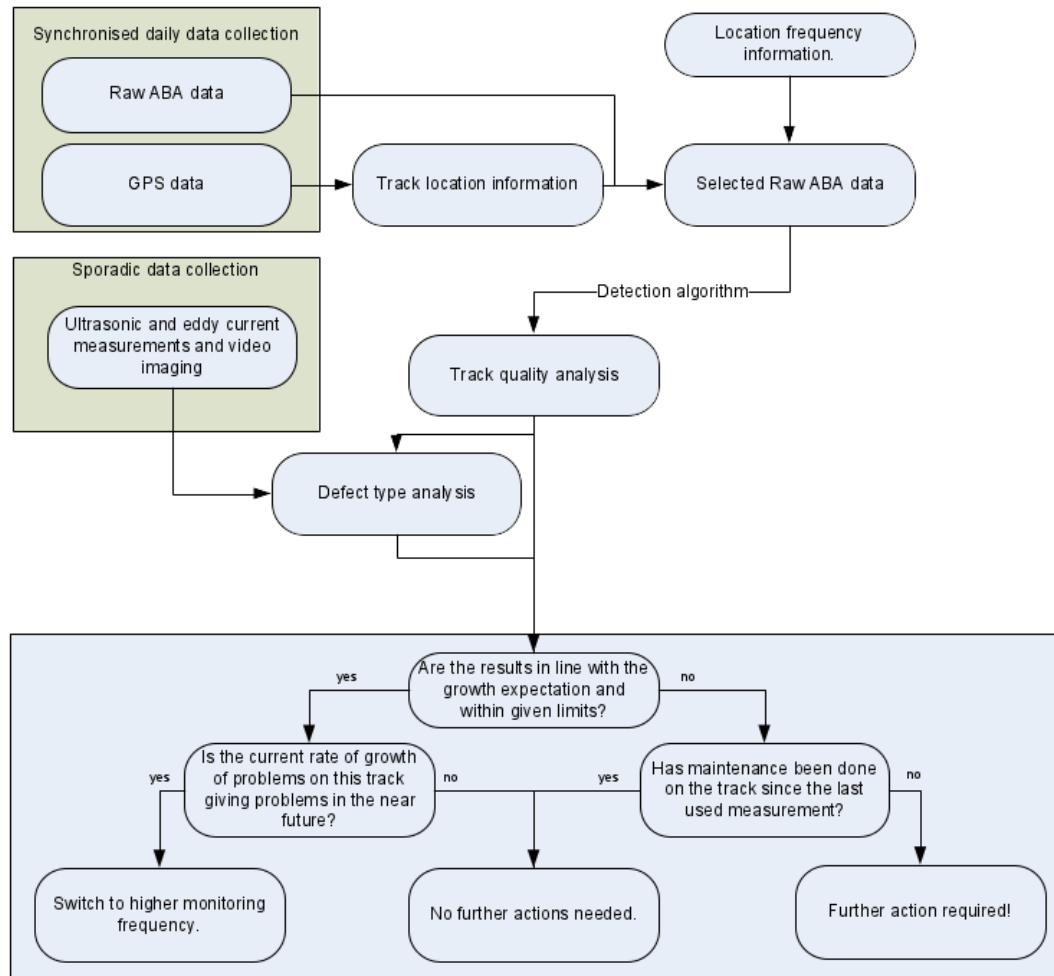 Synchronised daily data collection
Raw ABA data
GPS data
Track location information
Location frequency
information.
Selected Raw ABA data
Detection algorithm
Sporadic data collection
Ultrasonic and eddy current
measurements and video
imaging
Track quality analysis
Defect type analysis
Are the results in line with the
growth expectation and
within given limits?
yes
no
Is the current rate of growth
of problems on this track
giving problems in the near
future?
yes
no
Has maintenance been done
on the track since the last
used measurement?
yes
no
Switch to higher monitoring
frequency.
No further actions needed.
Further action required!